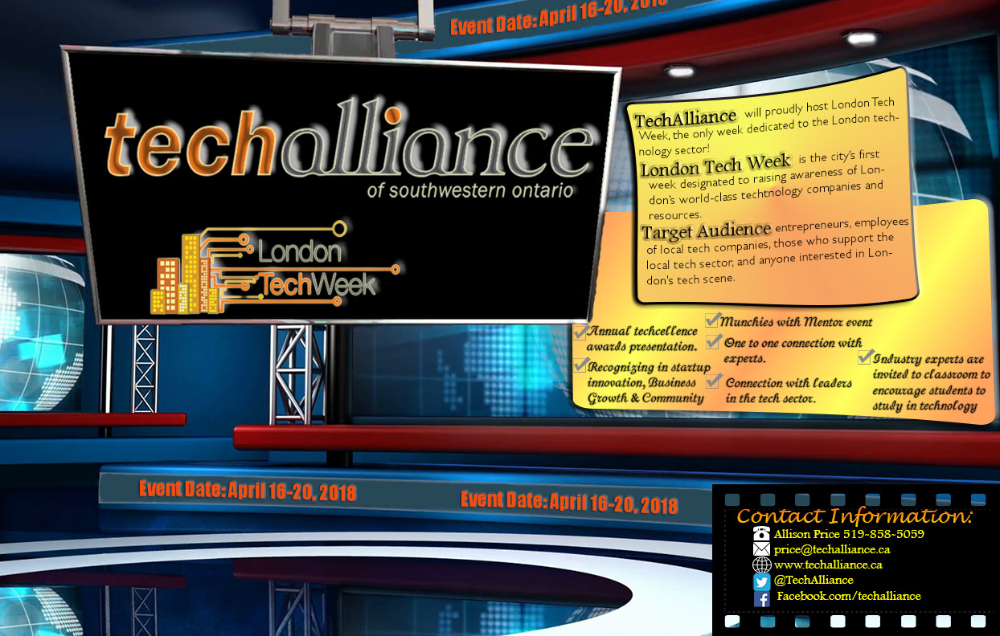 Event Date: April 16-20, 2018
techalliance
of southwestern ontario
London
TechWeek
TechAlliance will proudly host London Tech
Week, the only week dedicated to the London tech-
nology sector!
London Tech Week is the city's first
week designated to raising awareness of Lon-
don's world-class techtnology companies and
resources.
Target Audience entrepreneurs, employees
of local tech companies, those who support the
local tech sector, and anyone interested in Lon-
don's tech scene.
Annual techcellence
awards presentation.
Recognizing in startup
innovation, Business
Growth & Community
Munchies with Mentor event
One to one connection with
experts.
Connection with leaders
in the tech sector.
Industry experts are
invited to classroom to
encourage students to
study in technology
Event Date: April 16-20, 2018
Event Date: April 16-20, 2018
Contact Information:
Allison Price 519-858-5059
price@techalliance.ca
www.techalliance.ca
@TechAlliance
Facebook.com/techalliance